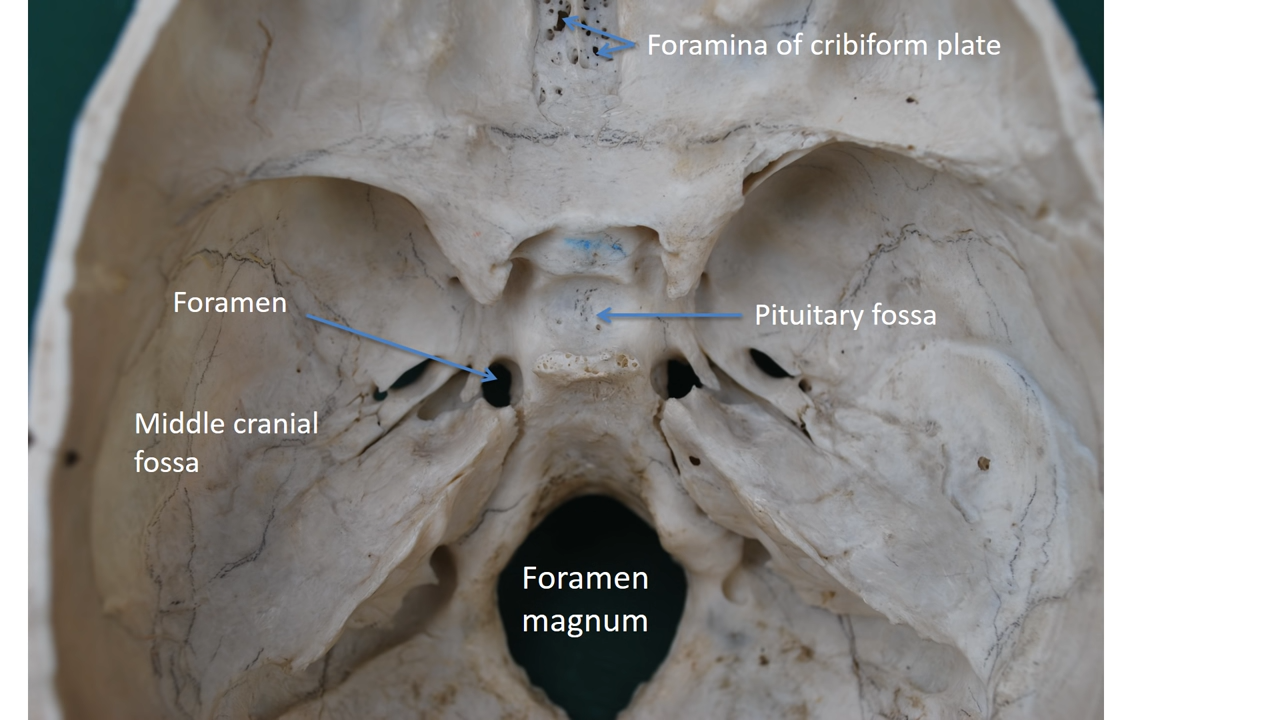 Foramina of cribiform plate
Foramen
Pituitary fossa
Middle cranial
fossa
Foramen
magnum